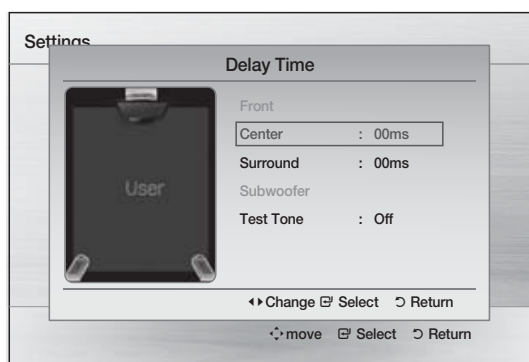 Settings
Delay Time
Front
Center : 00ms
Surround : 00ms
Subwoofer
Test Tone : Off
User
Change Select Return
move Select Return